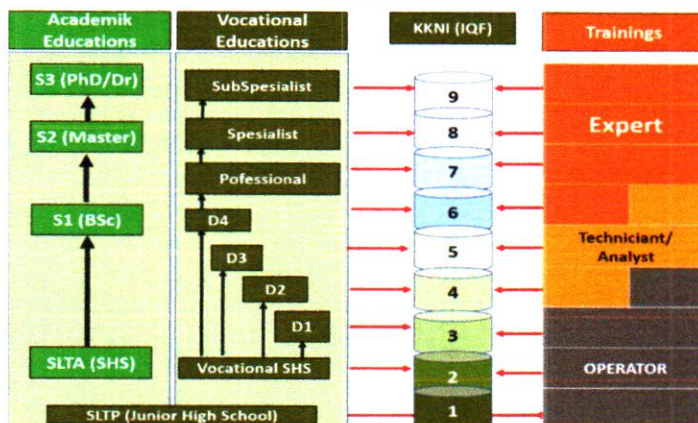 Academik
Educations
Vocational
Educations
KKNI (IQF)
Trainings
S3 (PhD/Dr)
S2 (Master)
S1 (BSc)
SLTA (SHS)
SubSpesialist
Spesialist
Pofessional
D4
D3
D2
D1
Vocational SHS
SLTP (Junior High School)
9
8
7
6
5
4
3
2
1
Expert
Techniciant/
Analyst
OPERATOR